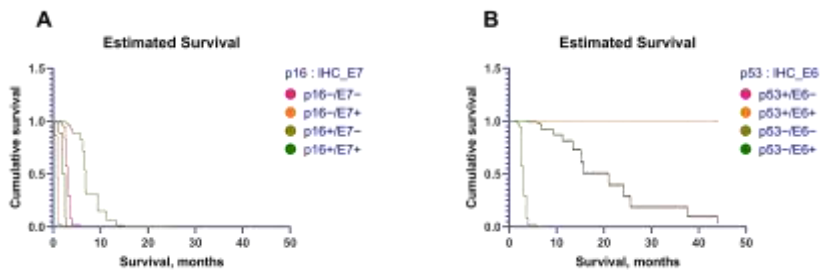 A
Estimated Survival
Cumulative survival
1.5
1.0
0.5
0.0
0 10 20 30 40 50
Survival, months
p16 : IHC_E7
p16−/E7−
p16−/E7+
p16+/E7−
p16+/E7+
B
Estimated Survival
Cumulative survival
1.5
1.0
0.5
0.0
0 10 20 30 40 50
Survival, months
p53 : IHC_E6
p53+/E6−
p53+/E6+
p53−/E6−
p53−/E6+